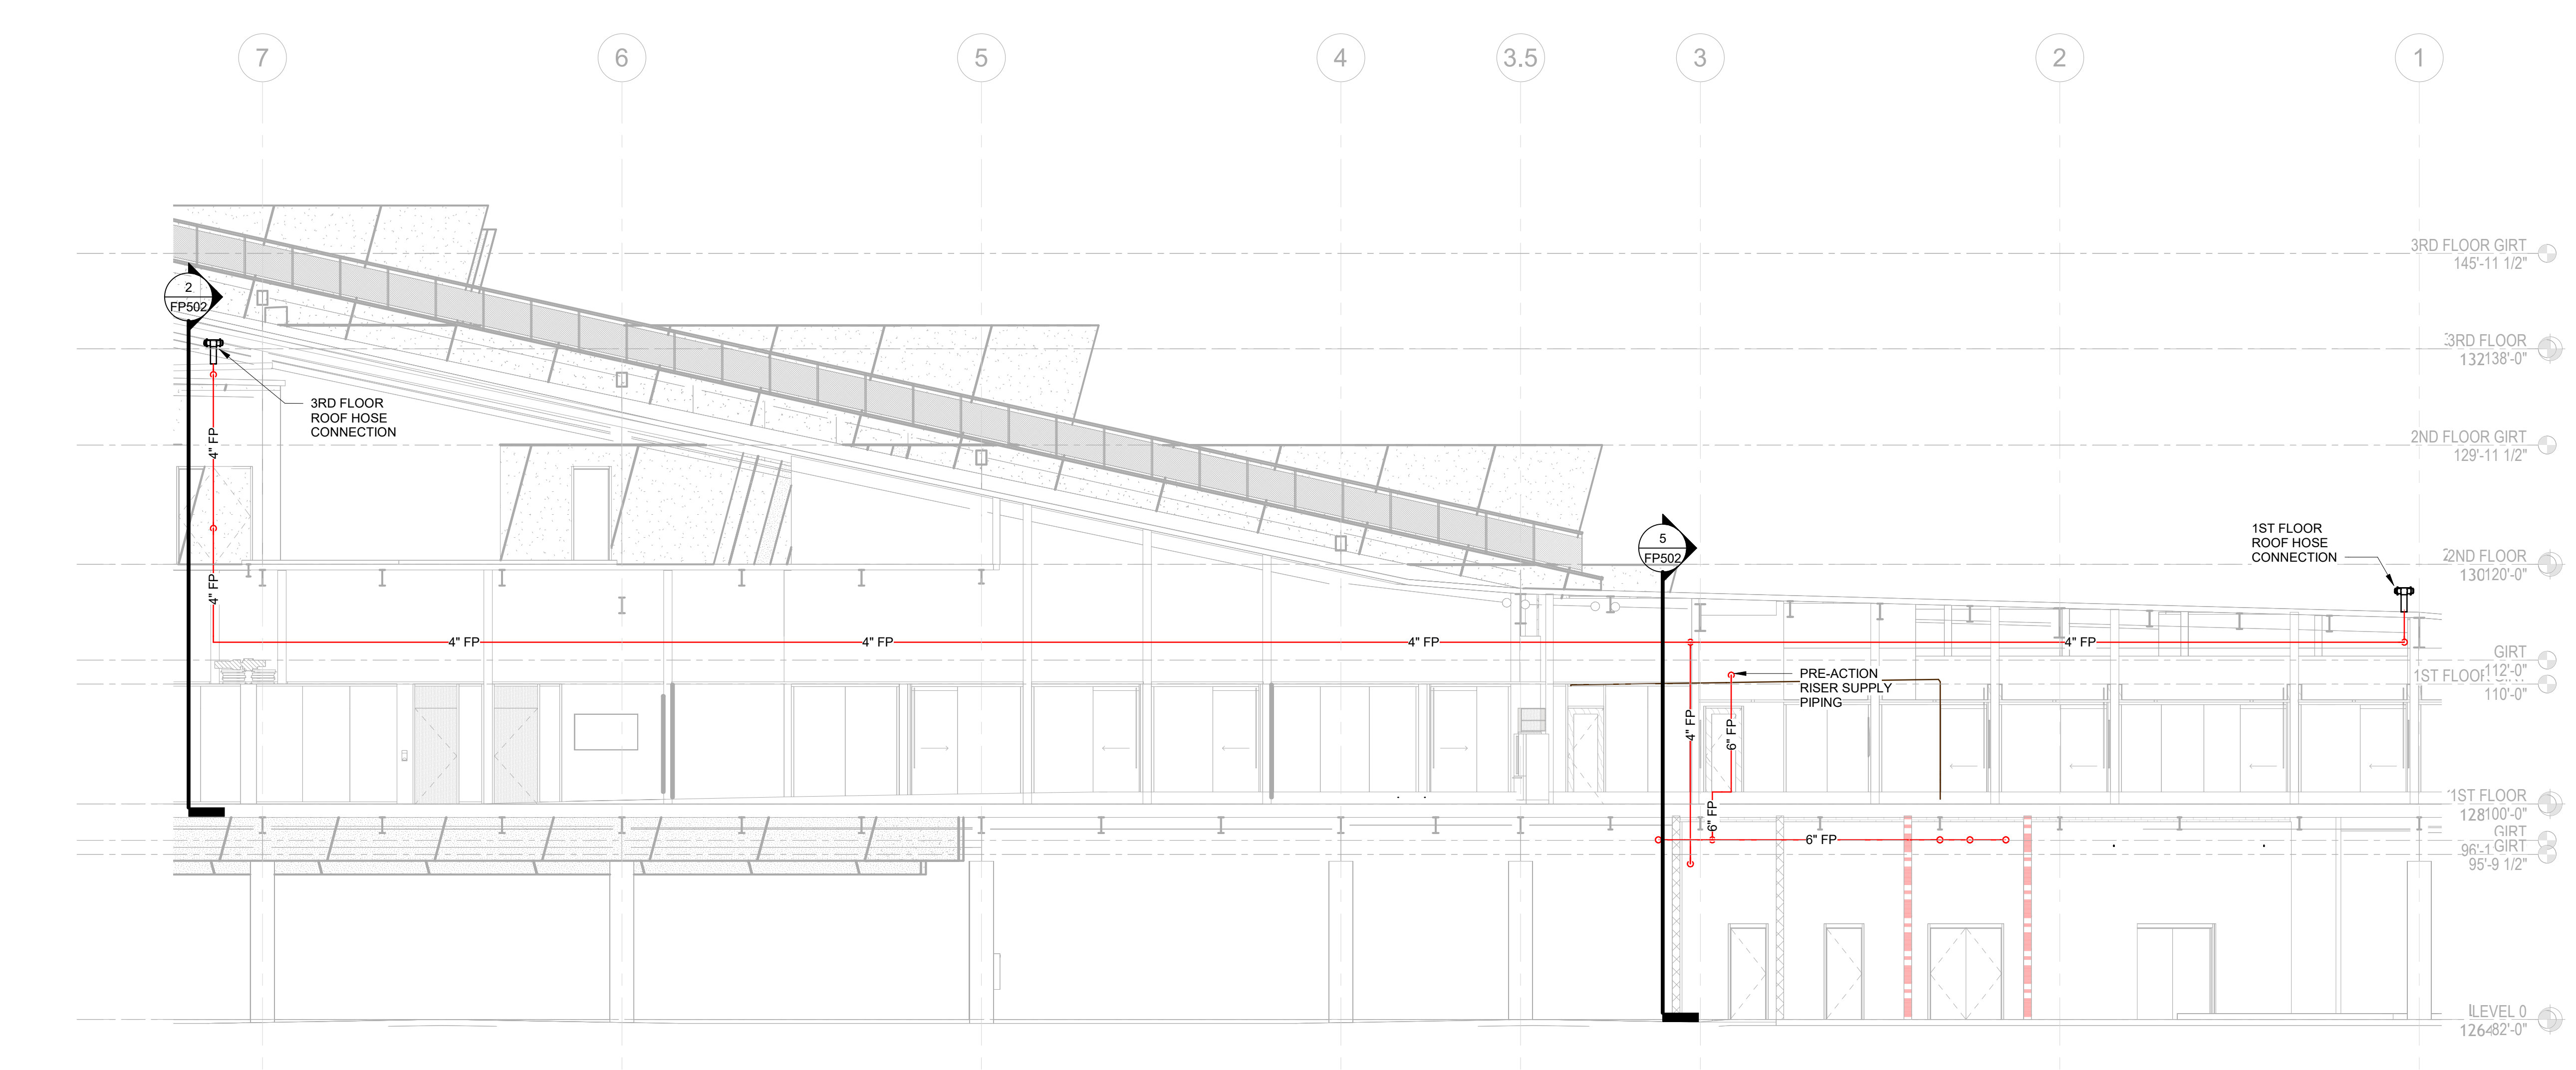 7
6
5
4
3.5
3
2
1
3RD FLOOR GIRT
145'-11 1/2"
2
FP502
3RD FLOOR
138'-0"
3RD FLOOR
ROOF HOSE
CONNECTION
4" FP
2ND FLOOR GIRT
129'-11 1/2"
4" FP
5
FP502
1ST FLOOR
ROOF HOSE
CONNECTION
2ND FLOOR
120'-0"
4" FP
4" FP
4" FP
4" FP
GIRT
112'-0"
PRE-ACTION
RISER SUPPLY
PIPING
1ST FLOOR
110'-0"
4" FP
6" FP
6" FP
1ST FLOOR
100'-0"
6" FP
GIRT
GIRT
95'-9 1/2"
LEVEL 0
82'-0"